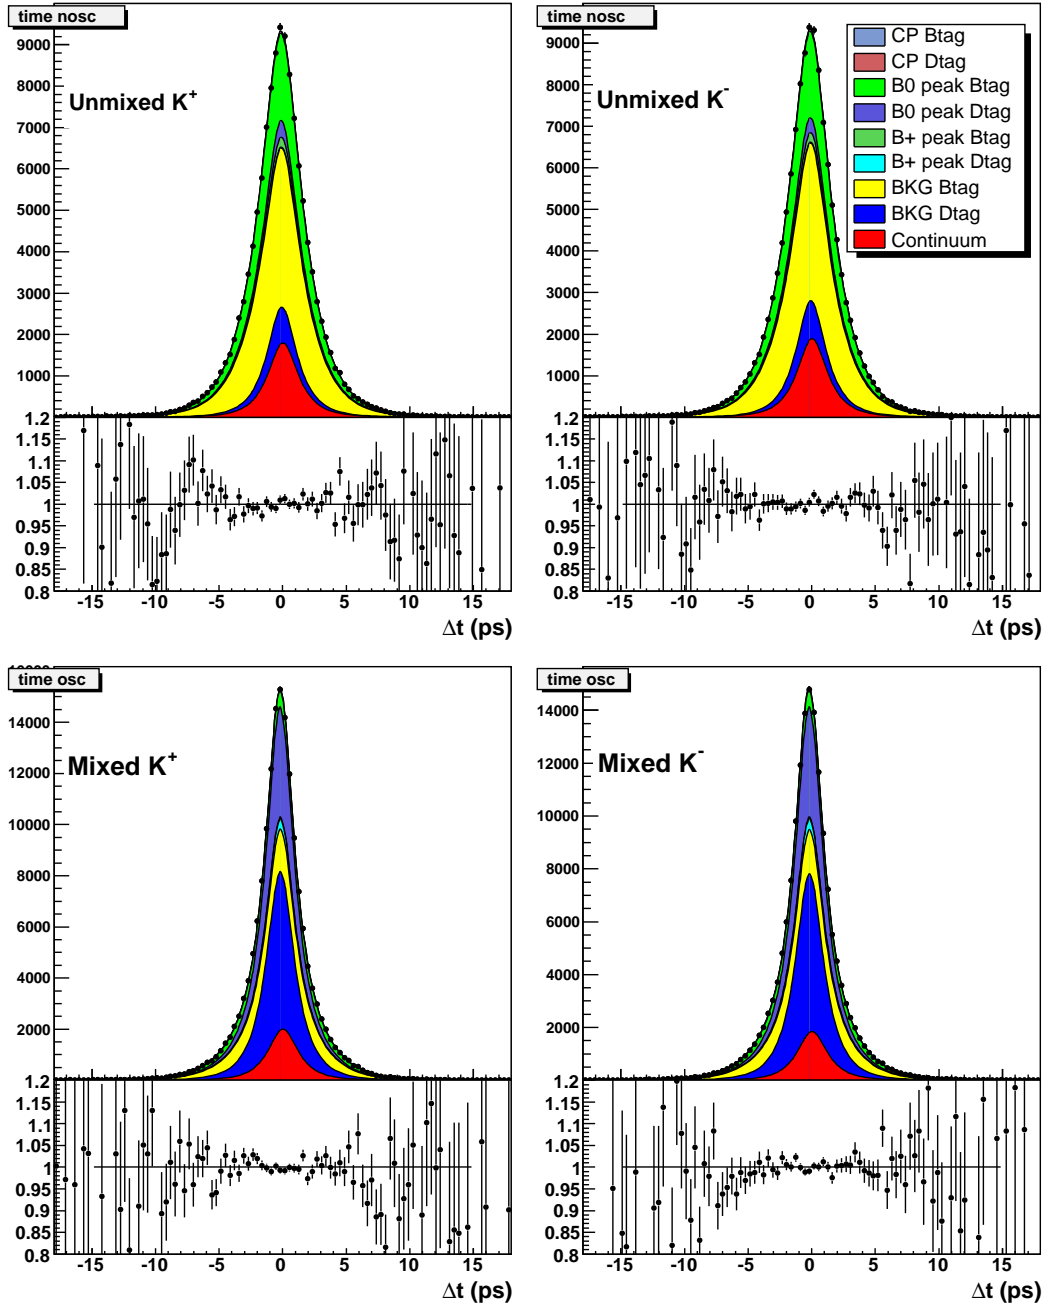 time nosc
Unmixed K+
9000
8000
7000
6000
5000
4000
3000
2000
1000
1.2
1.15
1.1
1.05
1
0.95
0.9
0.85
0.8
-15 -10 -5 0 5 10 15
Δt (ps)
time nosc
Unmixed K-
CP Btag
CP Dtag
B0 peak Btag
B0 peak Dtag
B+ peak Btag
B+ peak Dtag
BKG Btag
BKG Dtag
Continuum
9000
8000
7000
6000
5000
4000
3000
2000
1000
1.2
1.15
1.1
1.05
1
0.95
0.9
0.85
0.8
-15 -10 -5 0 5 10 15
Δt (ps)
time osc
Mixed K+
14000
12000
10000
8000
6000
4000
2000
1.2
1.15
1.1
1.05
1
0.95
0.9
0.85
0.8
-15 -10 -5 0 5 10 15
Δt (ps)
time osc
Mixed K-
14000
12000
10000
8000
6000
4000
2000
1.2
1.15
1.1
1.05
1
0.95
0.9
0.85
0.8
-15 -10 -5 0 5 10 15
Δt (ps)